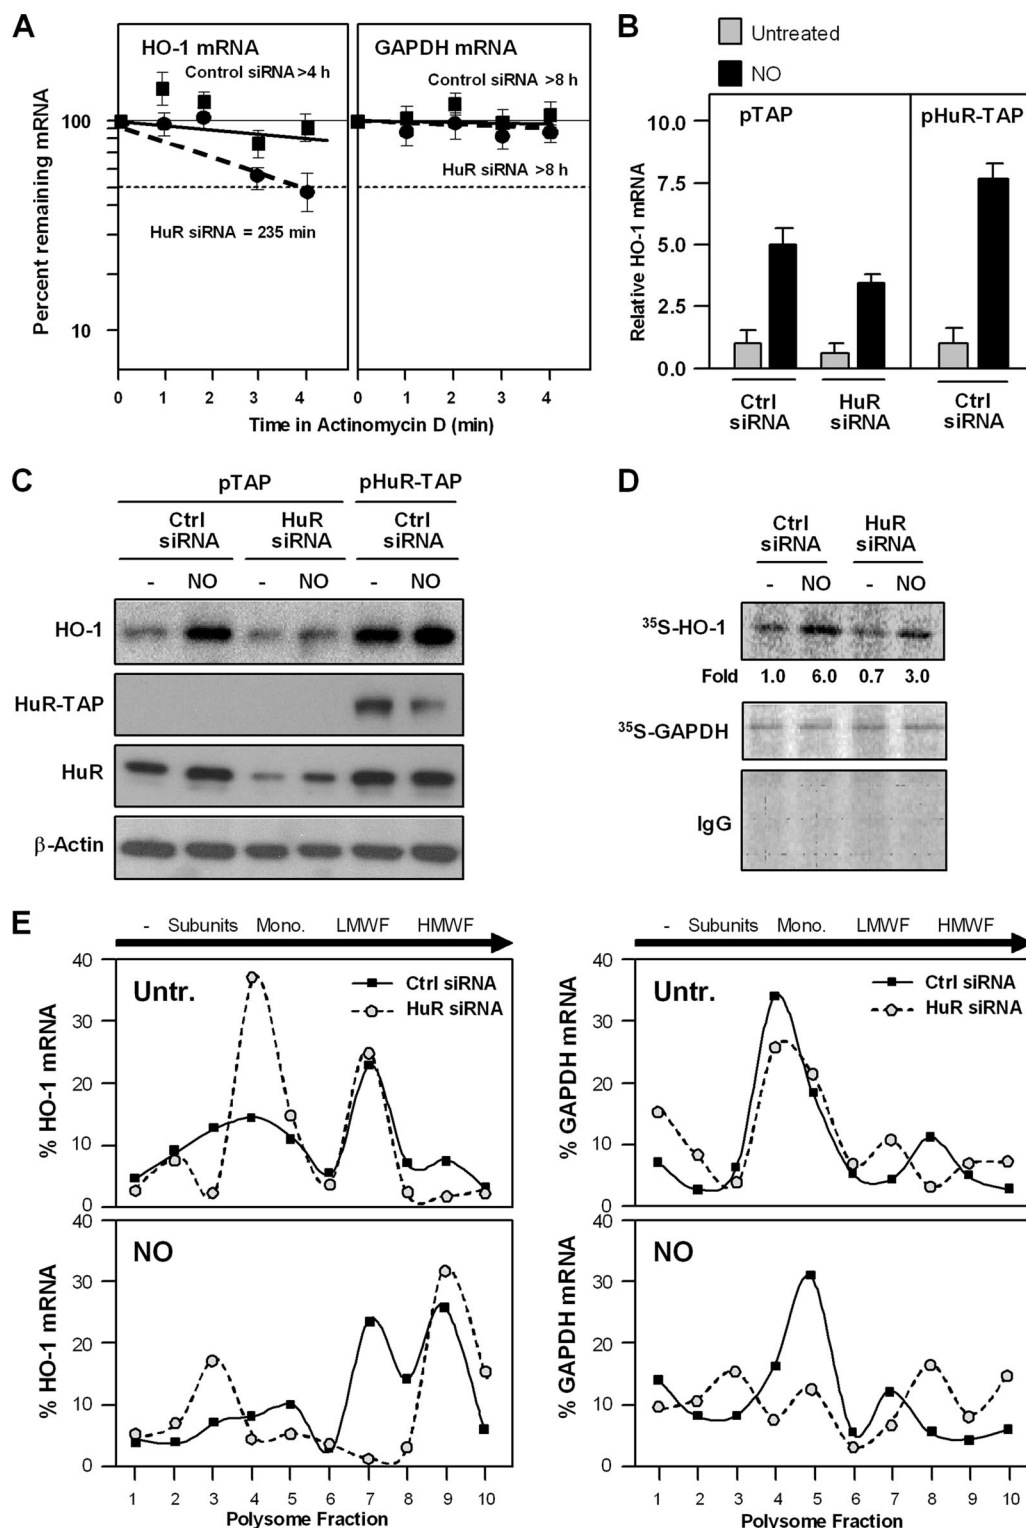 A
HO-1 mRNA
Control siRNA >4 h
HuR siRNA = 235 min
GAPDH mRNA
Control siRNA >8 h
HuR siRNA >8 h
Percent remaining mRNA
100
10
0 1 2 3 4 0 1 2 3 4
Time in Actinomycin D (min)
B
Untreated
NO
pTAP
pHuR-TAP
Relative HO-1 mRNA
10.0
7.5
5.0
2.5
0.0
Ctrl siRNA
HuR siRNA
Ctrl siRNA
C
pTAP pHuR-TAP
Ctrl siRNA HuR siRNA Ctrl siRNA
- NO - NO - NO
HO-1
HuR-TAP
HuR
β-Actin
D
Ctrl siRNA HuR siRNA
- NO - NO
³⁵S-HO-1
Fold 1.0 6.0 0.7 3.0
³⁵S-GAPDH
IgG
E
- Subunits Mono. LMWF HMWF
Untr.
Ctrl siRNA
HuR siRNA
% HO-1 mRNA
40
30
20
10
0
NO
% HO-1 mRNA
40
30
20
10
0
1 2 3 4 5 6 7 8 9 10
Polysome Fraction
- Subunits Mono. LMWF HMWF
Untr.
Ctrl siRNA
HuR siRNA
% GAPDH mRNA
40
30
20
10
0
NO
% GAPDH mRNA
40
30
20
10
0
1 2 3 4 5 6 7 8 9 10
Polysome Fraction